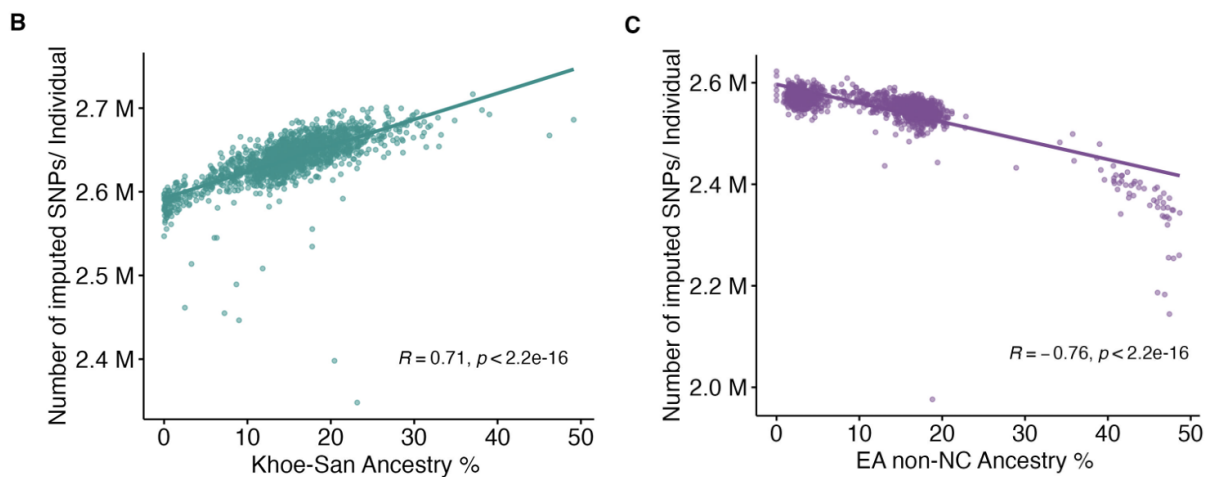 B
Number of imputed SNPs/ Individual
2.7 M
2.6 M
2.5 M
2.4 M
R = 0.71, p < 2.2e-16
0 10 20 30 40 50
Khoe-San Ancestry %
C
Number of imputed SNPs/ Individual
2.6 M
2.4 M
2.2 M
2.0 M
R = − 0.76, p < 2.2e-16
0 10 20 30 40 50
EA non-NC Ancestry %